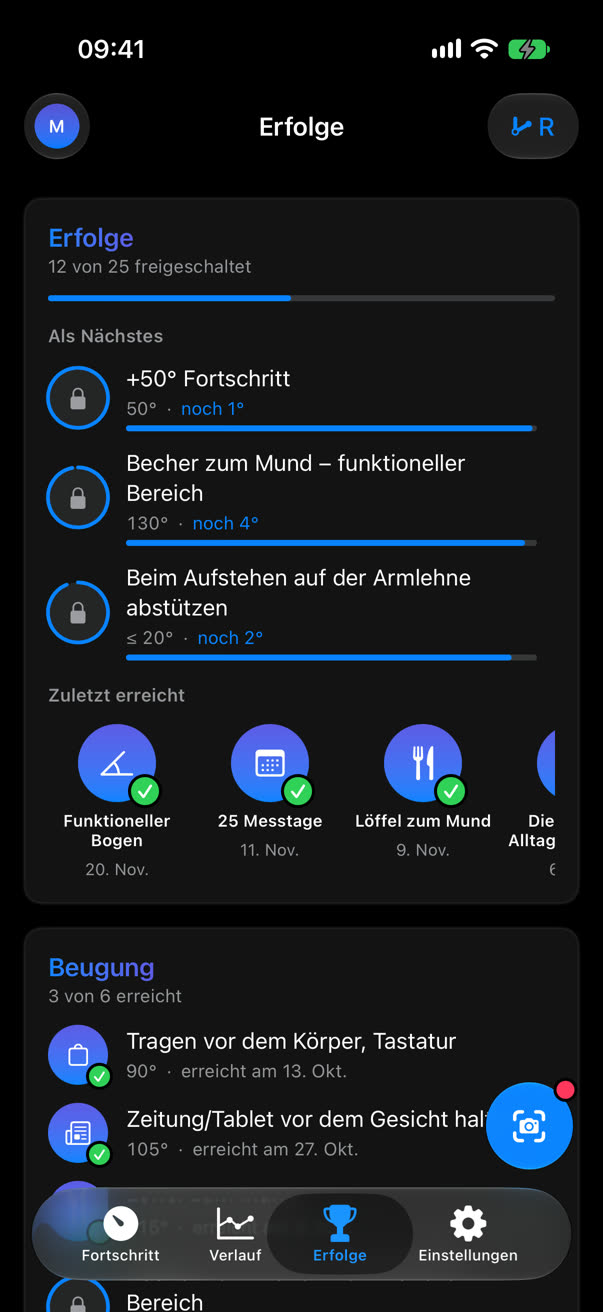 09:41
M
Erfolge
R
Erfolge
12 von 25 freigeschaltet
Als Nächstes
+50° Fortschritt
50° · noch 1°
Becher zum Mund – funktioneller
Bereich
130° · noch 4°
Beim Aufstehen auf der Armlehne
abstützen
≤ 20° · noch 2°
Zuletzt erreicht
Funktioneller
Bogen
20. Nov.
25 Messtage
11. Nov.
Löffel zum Mund
9. Nov.
Die
Alltag
Beugung
3 von 6 erreicht
Tragen vor dem Körper, Tastatur
90° · erreicht am 13. Okt.
Zeitung/Tablet vor dem Gesicht
105° · erreicht am 27. Okt.
Fortschritt
Verlauf
Erfolge
Einstellungen
Bereich